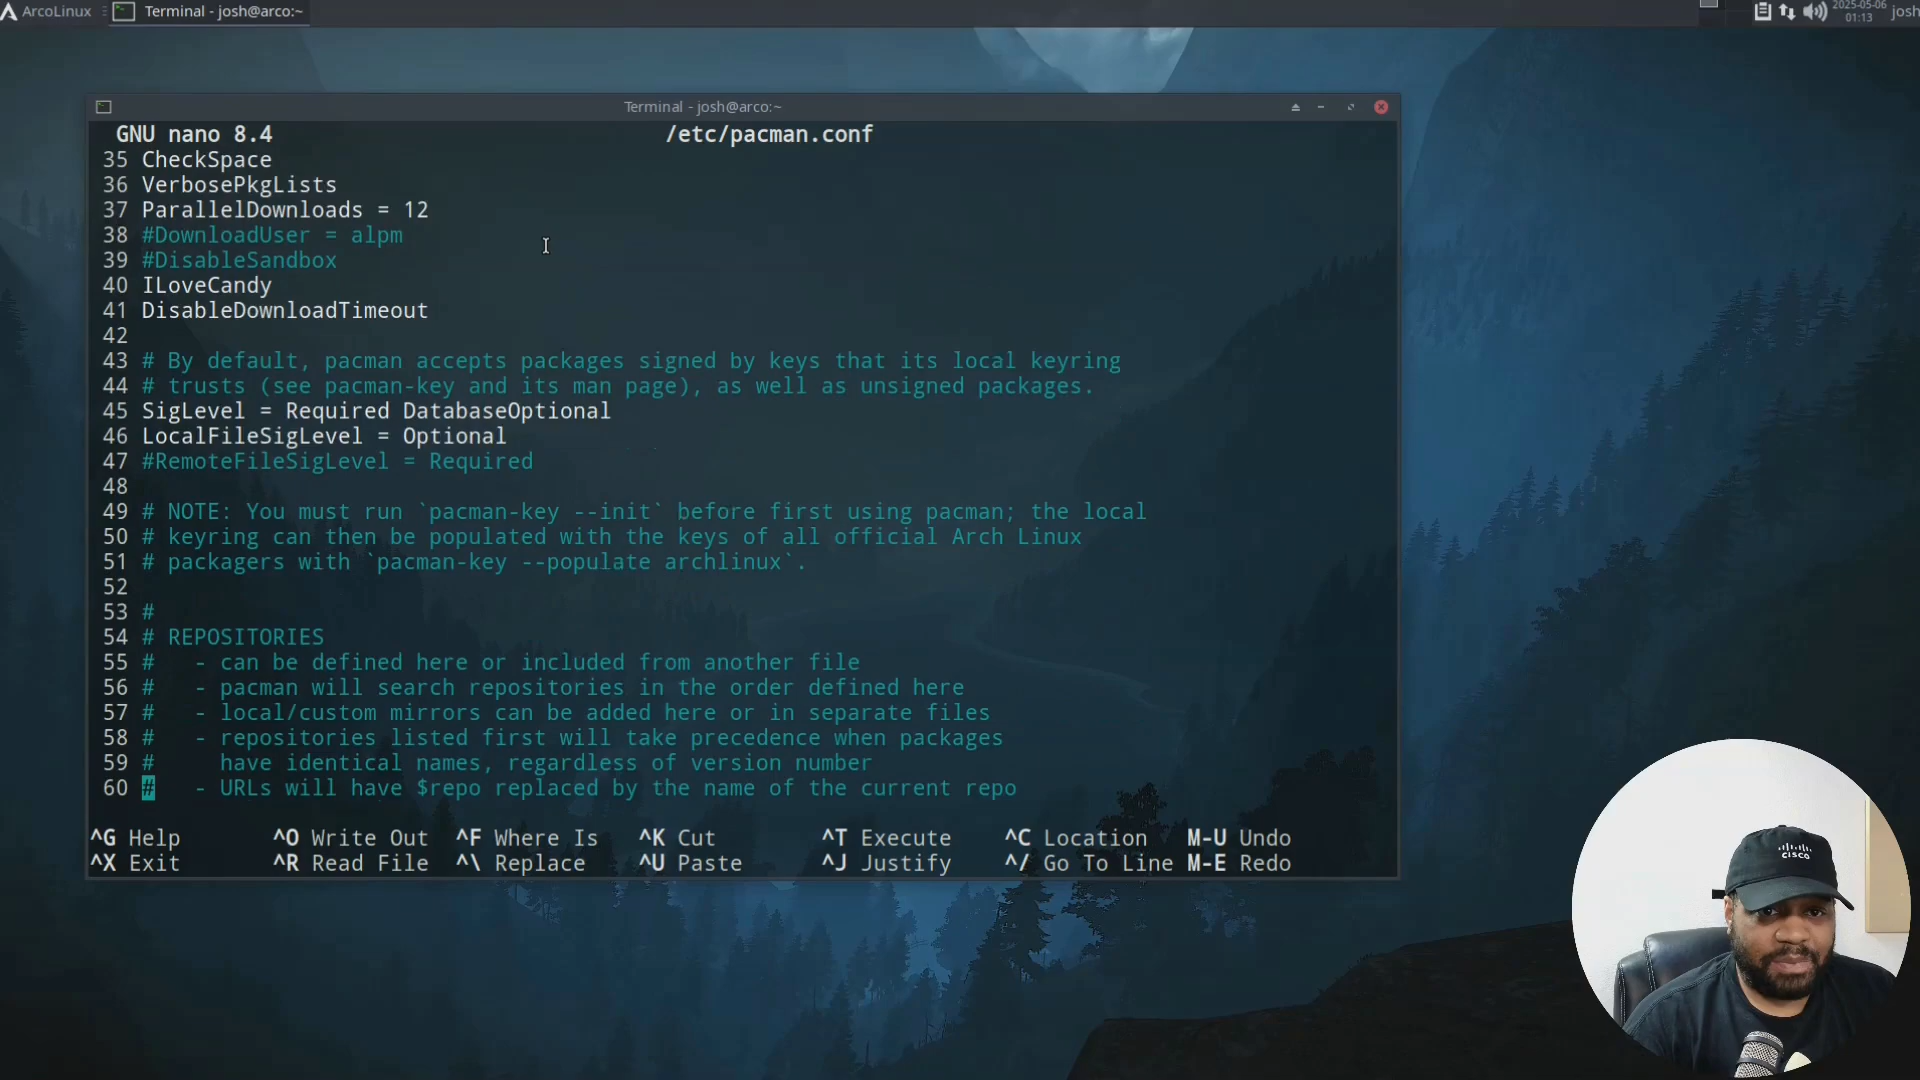 ArcoLinux
Terminal - josh@arco:~
2025-05-06
01:13
josh
Terminal - josh@arco:~
GNU nano 8.4
/etc/pacman.conf
35 CheckSpace
36 VerbosePkgLists
37 ParallelDownloads = 12
38 #DownloadUser = alpm
39 #DisableSandbox
40 ILoveCandy
41 DisableDownloadTimeout
42
43 # By default, pacman accepts packages signed by keys that its local keyring
44 # trusts (see pacman-key and its man page), as well as unsigned packages.
45 SigLevel = Required DatabaseOptional
46 LocalFileSigLevel = Optional
47 #RemoteFileSigLevel = Required
48
49 # NOTE: You must run `pacman-key --init` before first using pacman; the local
50 # keyring can then be populated with the keys of all official Arch Linux
51 # packagers with `pacman-key --populate archlinux`.
52
53 #
54 # REPOSITORIES
55 #   - can be defined here or included from another file
56 #   - pacman will search repositories in the order defined here
57 #   - local/custom mirrors can be added here or in separate files
58 #   - repositories listed first will take precedence when packages
59 #     have identical names, regardless of version number
60 #   - URLs will have $repo replaced by the name of the current repo
^G Help ^O Write Out ^F Where Is ^K Cut ^T Execute ^C Location M-U Undo
^X Exit ^R Read File ^\ Replace ^U Paste ^J Justify ^/ Go To Line M-E Redo
CISCO